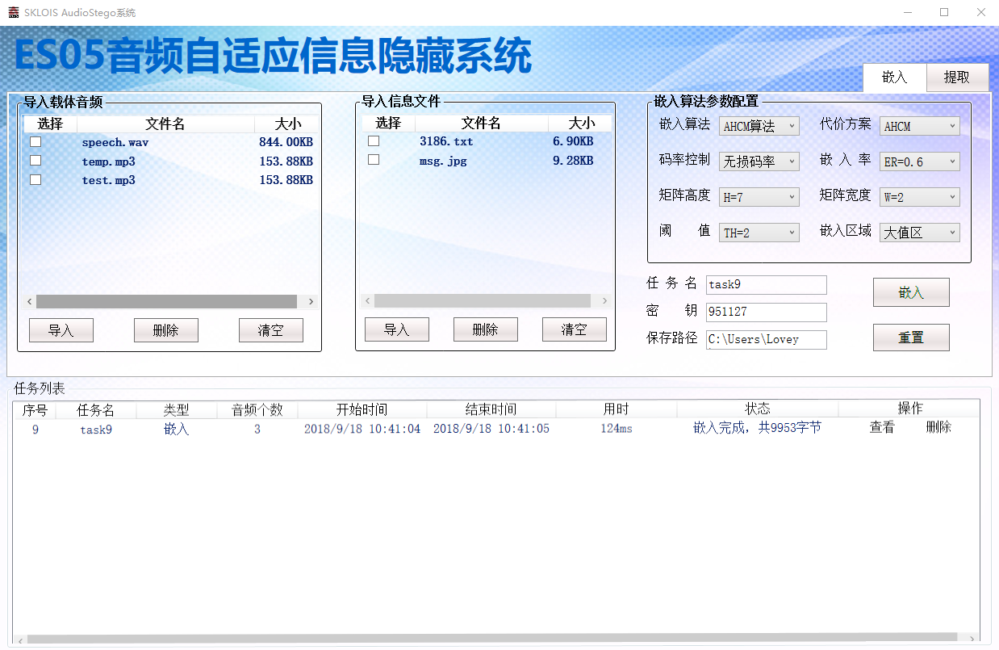 SKLOIS AudioStego系统
ES05音频自适应信息隐藏系统
嵌入 提取
导入载体音频
选择 文件名 大小
speech.wav 844.00KB
temp.mp3 153.88KB
test.mp3 153.88KB
导入 删除 清空
导入信息文件
选择 文件名 大小
3186.txt 6.90KB
msg.jpg 9.28KB
导入 删除 清空
嵌入算法参数配置
嵌入算法 AHCM算法 代价方案 AHCM
码率控制 无损码率 嵌入率 ER=0.6
矩阵高度 H=7 矩阵宽度 W=2
阈值 TH=2 嵌入区域 大值区
任务名 task9
密钥 951127
保存路径 C:\Users\Lovey
嵌入
重置
任务列表
序号 任务名 类型 音频个数 开始时间 结束时间 用时 状态 操作
9 task9 嵌入 3 2018/9/18 10:41:04 2018/9/18 10:41:05 124ms 嵌入完成，共9953字节 查看 删除